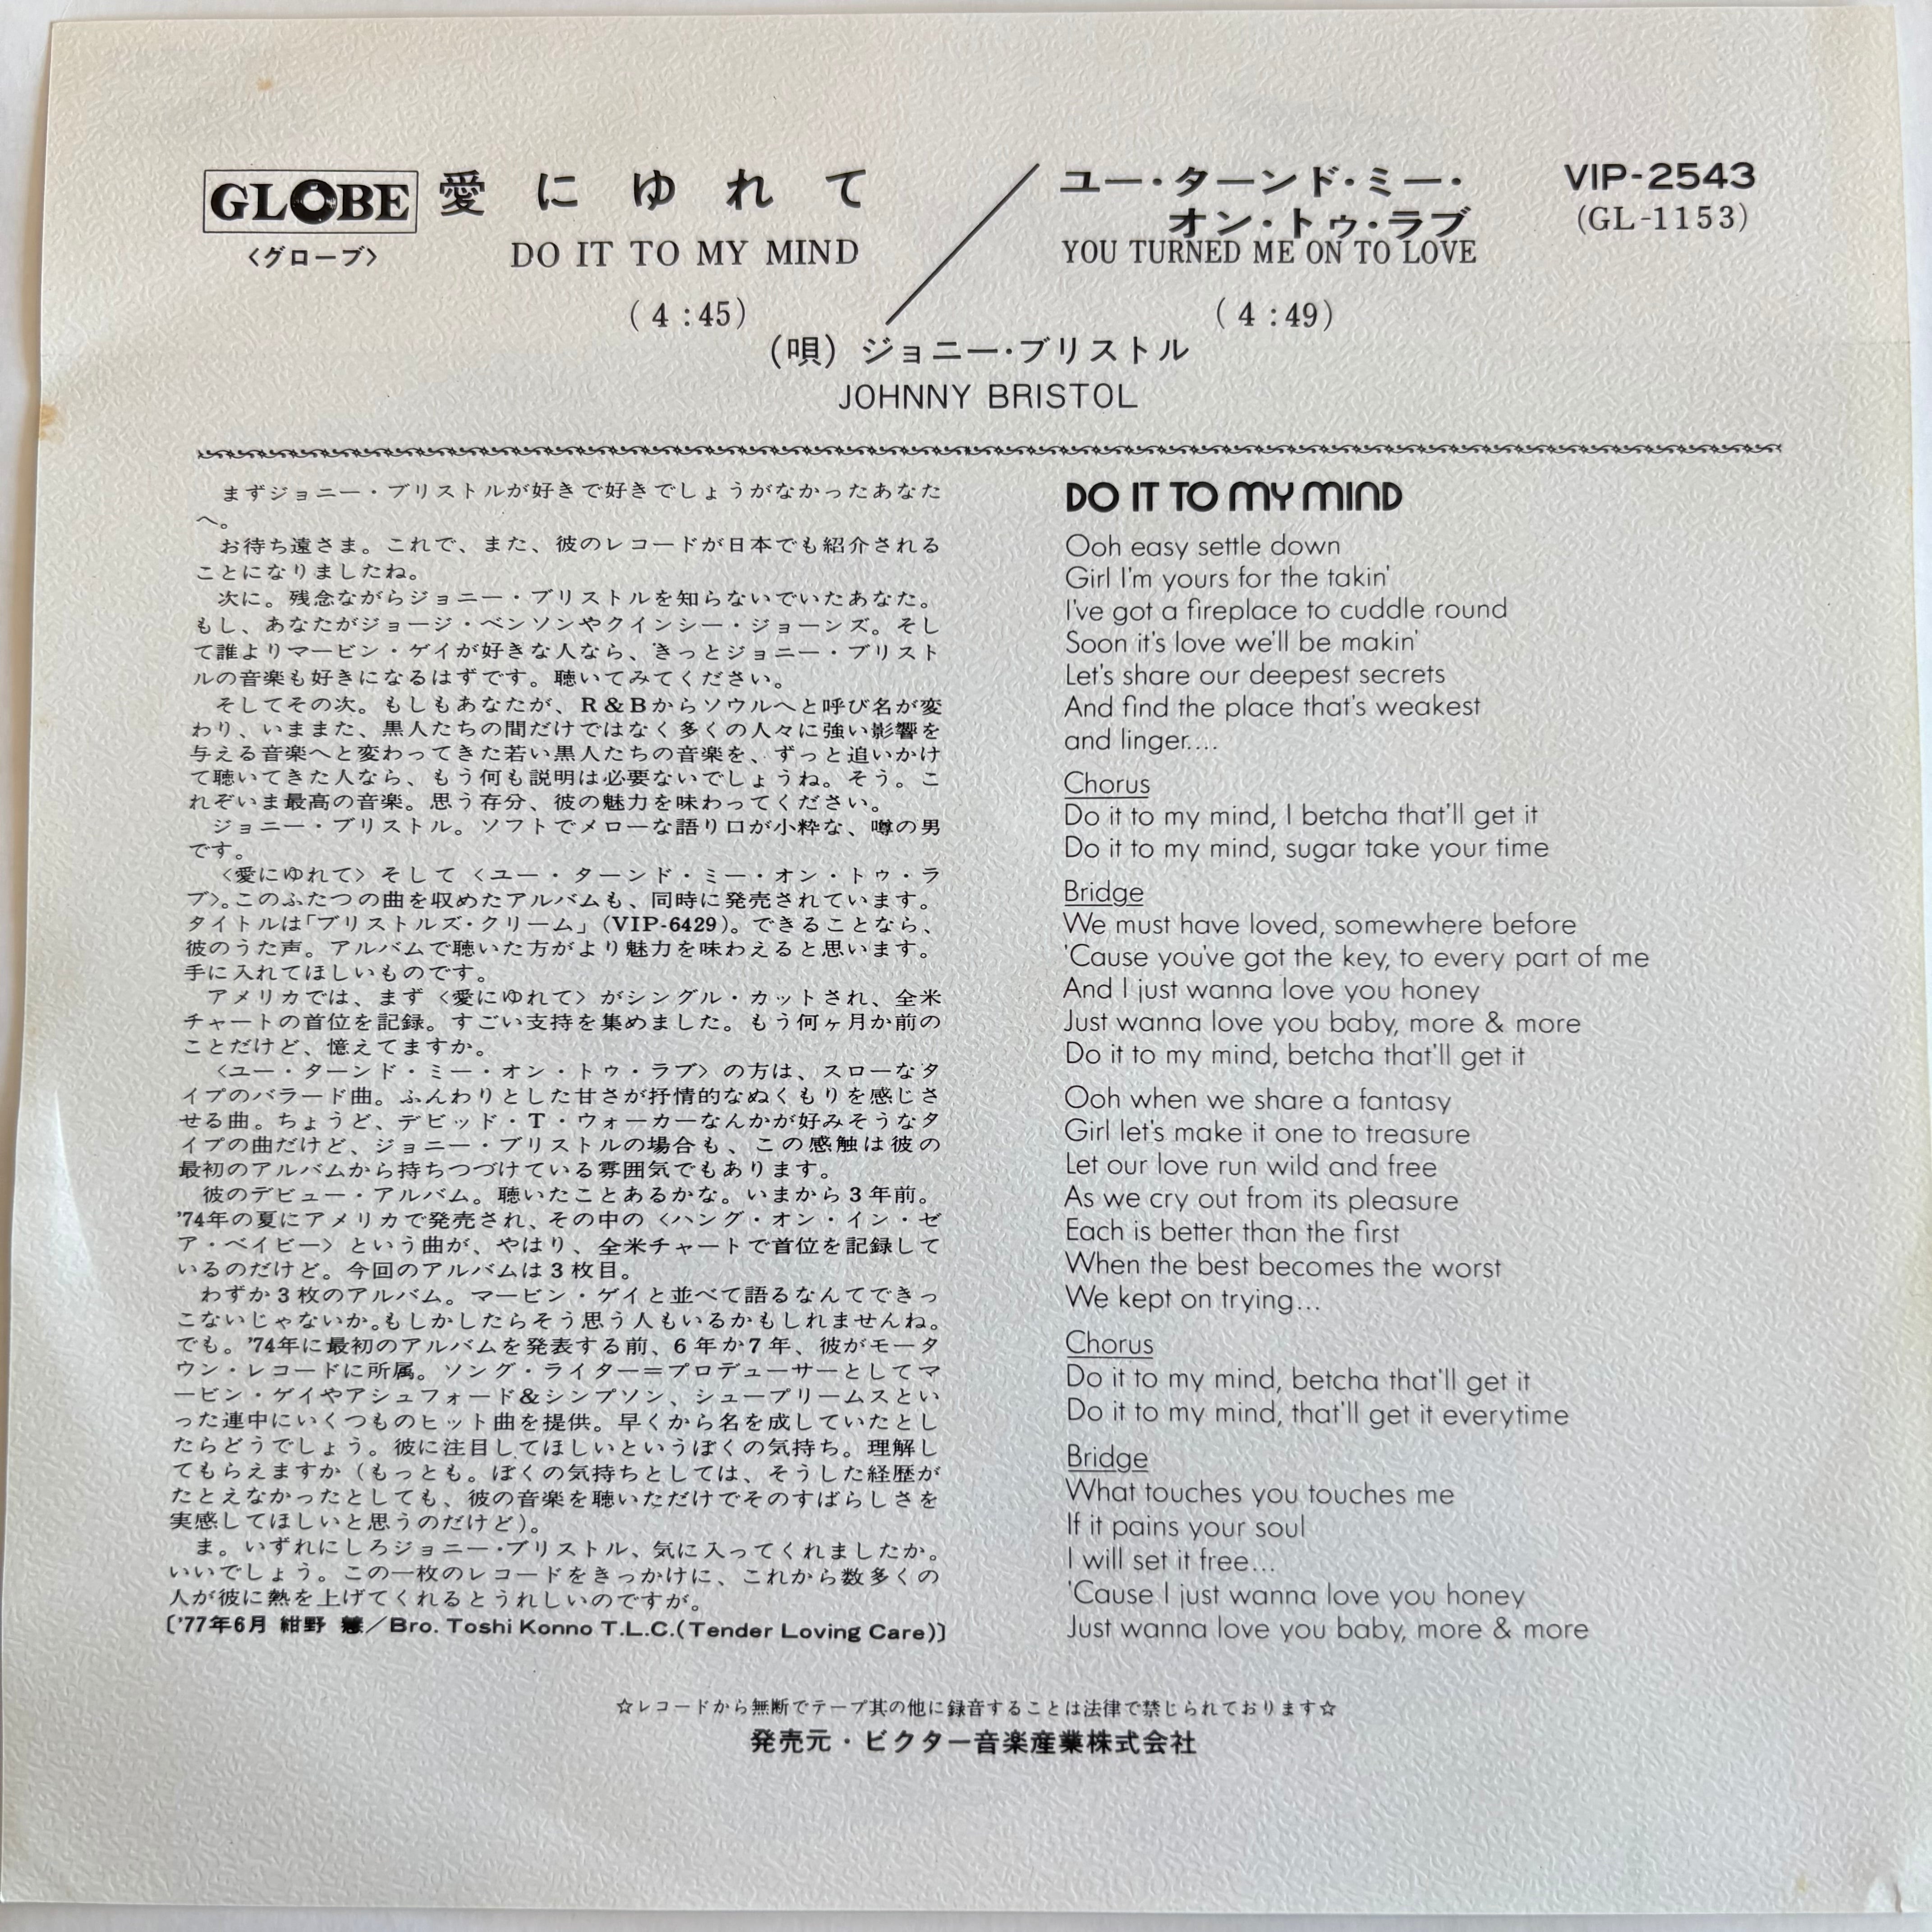 GLOBE
〈グローブ〉
愛にゆれて
DO IT TO MY MIND
(4:45)
ユー・ターンド・ミー・
オン・トゥ・ラブ
YOU TURNED ME ON TO LOVE
(4:49)
VIP-2543
(GL-1153)
(唄) ジョニー・ブリストル
JOHNNY BRISTOL
まずジョニー・ブリストルが好きで好きでしょうがなかったあなた
へ。
お待ち遠さま。これで、また、彼のレコードが日本でも紹介される
ことになりましたね。
次に。残念ながらジョニー・ブリストルを知らないでいたあなた。
もし、あなたがジョージ・ベンソンやクインシー・ジョーンズ。そし
て誰よりマービン・ゲイが好きな人なら、きっとジョニー・ブリスト
ルの音楽も好きになるはずです。聴いてみてください。
そしてその次。もしもあなたが、R&Bからソウルへと呼び名が変
わり、いままた、黒人たちの間だけではなく多くの人々に強い影響を
与える音楽へと変わってきた若い黒人たちの音楽を、ずっと追いかけ
て聴いてきた人なら、もう何も説明は必要ないでしょうね。そう。こ
れぞいま最高の音楽。思う存分、彼の魅力を味わってください。
ジョニー・ブリストル。ソフトでメローな語り口が小粋な、噂の男
です。
〈愛にゆれて〉そして〈ユー・ターンド・ミー・オン・トゥ・ラ
ブ〉。このふたつの曲を収めたアルバムも、同時に発売されています。
タイトルは「ブリストルズ・クリーム」(VIP-6429)。できることなら、
彼のうた声。アルバムで聴いた方がより魅力を味わえると思います。
手に入れてほしいものです。
アメリカでは、まず〈愛にゆれて〉がシングル・カットされ、全米
チャートの首位を記録。すごい支持を集めました。もう何ヶ月か前の
ことだけど、憶えてますか。
〈ユー・ターンド・ミー・オン・トゥ・ラブ〉の方は、スローなタ
イプのバラード曲。ふんわりとした甘さが抒情的なぬくもりを感じさ
せる曲。ちょうど、デビッド・T・ウォーカーなんかが好みそうなタ
イプの曲だけど、ジョニー・ブリストルの場合も、この感触は彼の
最初のアルバムから持ちつづけている雰囲気でもあります。
彼のデビュー・アルバム。聴いたことあるかな。いまから3年前。
'74年の夏にアメリカで発売され、その中の〈ハング・オン・イン・ゼ
ア・ベイビー〉という曲が、やはり、全米チャートで首位を記録して
いるのだけど。今回のアルバムは3枚目。
わずか3枚のアルバム。マービン・ゲイと並べて語るなんてできっ
こないじゃないか。もしかしたらそう思う人もいるかもしれませんね。
でも。'74年に最初のアルバムを発表する前、6年か7年、彼がモータ
ウン・レコードに所属。ソング・ライター=プロデューサーとしてマ
ービン・ゲイやアシュフォード&シンプソン、シュープリームスとい
った連中にいくつものヒット曲を提供。早くから名を成していたとし
たらどうでしょう。彼に注目してほしいというぼくの気持ち。理解し
てもらえますか(もっとも。ぼくの気持ちとしては、そうした経歴が
たとえなかったとしても、彼の音楽を聴いただけでそのすばらしさを
実感してほしいと思うのだけど)。
ま。いずれにしろジョニー・ブリストル、気に入ってくれましたか。
いいでしょう。この一枚のレコードをきっかけに、これから数多くの
人が彼に熱を上げてくれるとうれしいのですが。
〔'77年6月 紺野 慧/Bro. Toshi Konno T.L.C.(Tender Loving Care)〕
DO IT TO MY MIND
Ooh easy settle down
Girl I'm yours for the takin'
I've got a fireplace to cuddle round
Soon it's love we'll be makin'
Let's share our deepest secrets
And find the place that's weakest
and linger....
Chorus
Do it to my mind, I betcha that'll get it
Do it to my mind, sugar take your time
Bridge
We must have loved, somewhere before
'Cause you've got the key, to every part of me
And I just wanna love you honey
Just wanna love you baby, more & more
Do it to my mind, betcha that'll get it
Ooh when we share a fantasy
Girl let's make it one to treasure
Let our love run wild and free
As we cry out from its pleasure
Each is better than the first
When the best becomes the worst
We kept on trying...
Chorus
Do it to my mind, betcha that'll get it
Do it to my mind, that'll get it everytime
Bridge
What touches you touches me
If it pains your soul
I will set it free...
'Cause I just wanna love you honey
Just wanna love you baby, more & more
☆レコードから無断でテープ其の他に録音することは法律で禁じられております☆
発売元・ビクター音楽産業株式会社